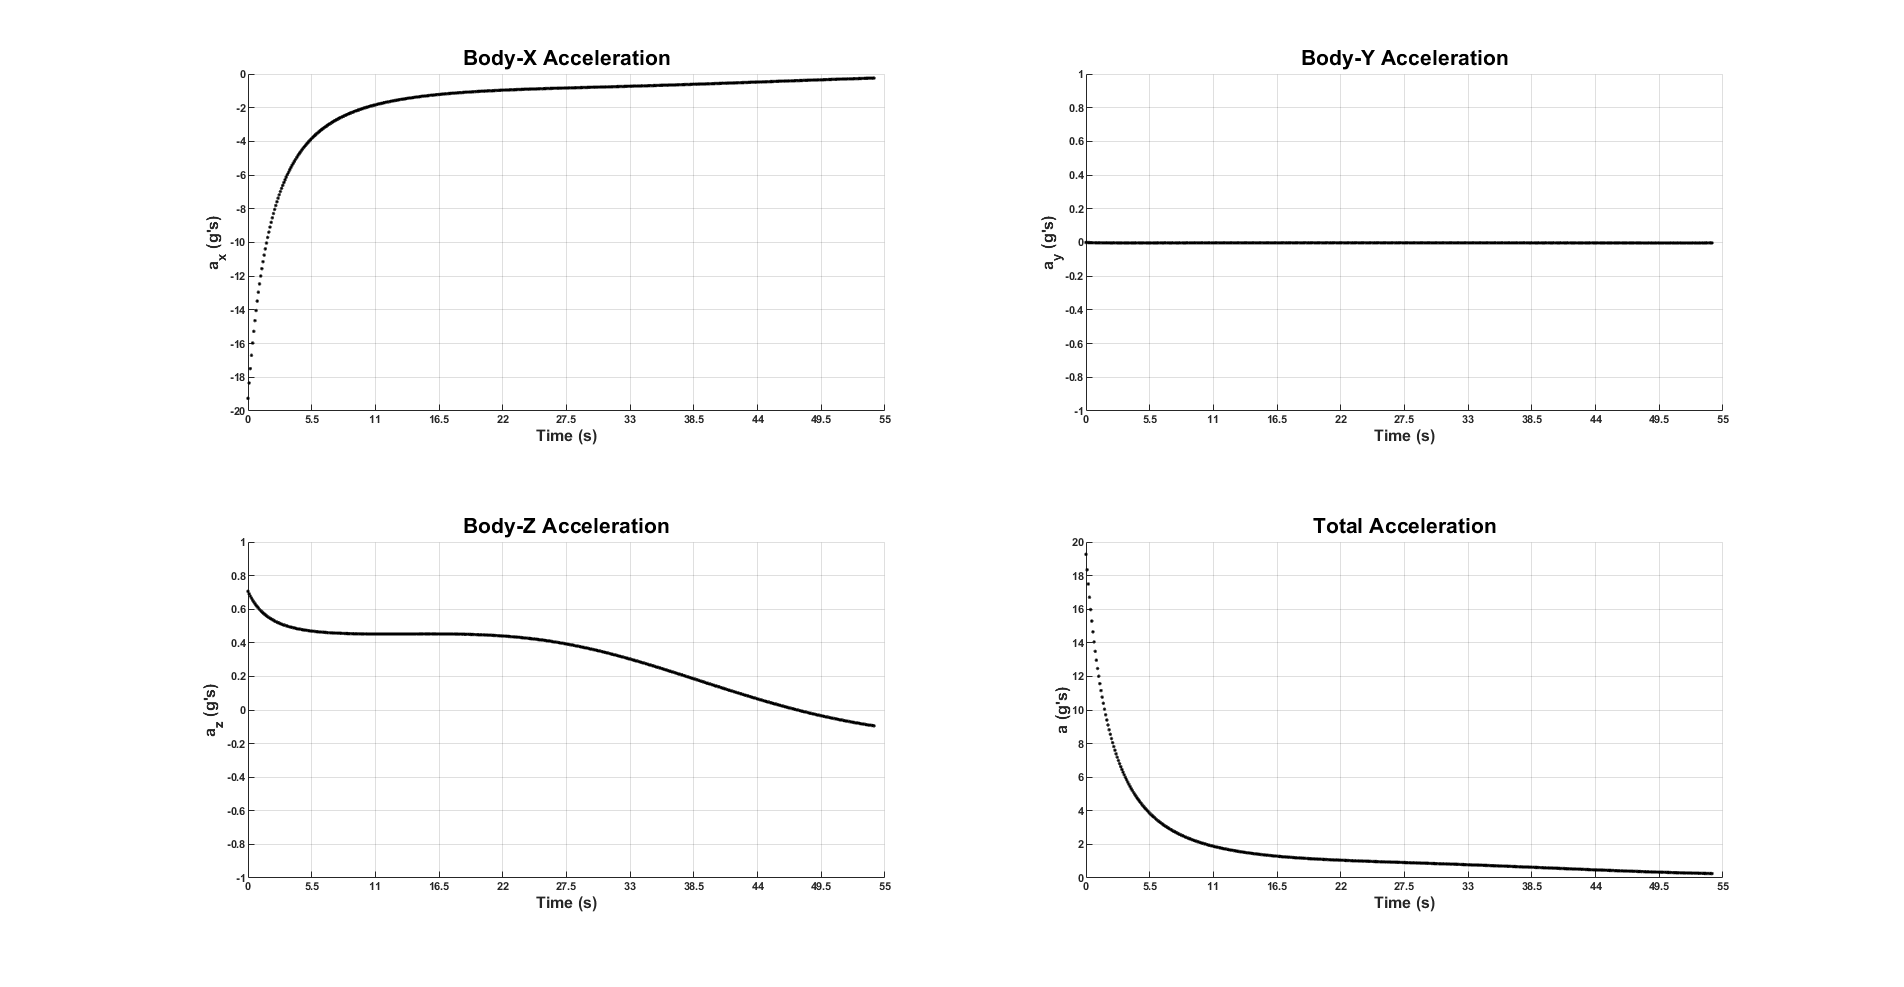 Body-X Acceleration
0
-2
-4
-6
-8
-10
-12
-14
-16
-18
-20
a_x (g's)
0 5.5 11 16.5 22 27.5 33 38.5 44 49.5 55
Time (s)
Body-Y Acceleration
1
0.8
0.6
0.4
0.2
0
-0.2
-0.4
-0.6
-0.8
-1
a_y (g's)
0 5.5 11 16.5 22 27.5 33 38.5 44 49.5 55
Time (s)
Body-Z Acceleration
1
0.8
0.6
0.4
0.2
0
-0.2
-0.4
-0.6
-0.8
-1
a_z (g's)
0 5.5 11 16.5 22 27.5 33 38.5 44 49.5 55
Time (s)
Total Acceleration
20
18
16
14
12
10
8
6
4
2
0
a (g's)
0 5.5 11 16.5 22 27.5 33 38.5 44 49.5 55
Time (s)